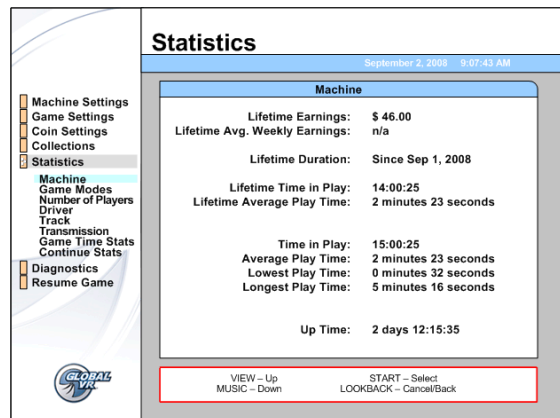 Statistics
September 2, 2008 9:07:43 AM
Machine Settings
Game Settings
Coin Settings
Collections
Statistics
Machine
Game Modes
Number of Players
Driver
Track
Transmission
Game Time Stats
Continue Stats
Diagnostics
Resume Game
GLOBAL
VR
Machine
Lifetime Earnings: $ 46.00
Lifetime Avg. Weekly Earnings: n/a
Lifetime Duration: Since Sep 1, 2008
Lifetime Time in Play: 14:00:25
Lifetime Average Play Time: 2 minutes 23 seconds
Time in Play: 15:00:25
Average Play Time: 2 minutes 23 seconds
Lowest Play Time: 0 minutes 32 seconds
Longest Play Time: 5 minutes 16 seconds
Up Time: 2 days 12:15:35
VIEW – Up START – Select
MUSIC – Down LOOKBACK – Cancel/Back